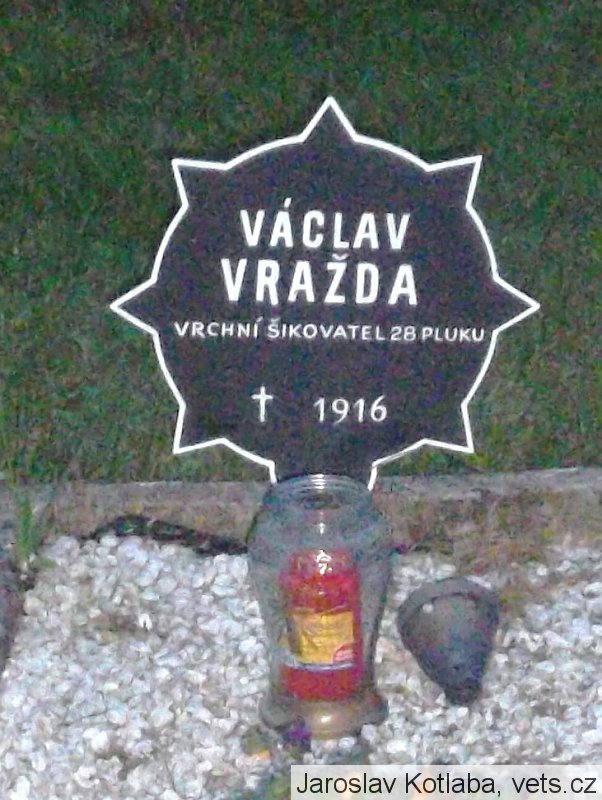 VÁCLAV
VRAŽDA
VRCHNÍ ŠIKOVATEL 28 PLUKU
† 1916
Jaroslav Kotlaba, vets.cz